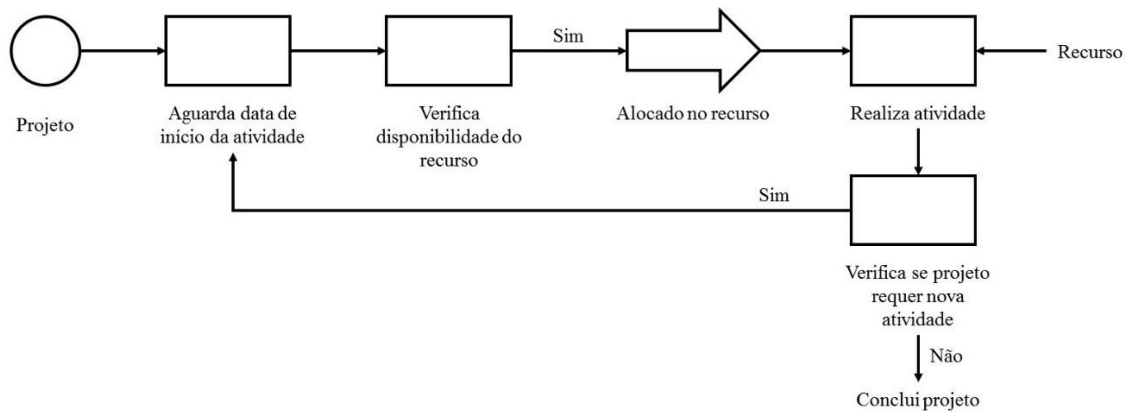 Sim
Recurso
Projeto
Aguarda data de
início da atividade
Verifica
disponibilidade do
recurso
Alocado no recurso
Realiza atividade
Sim
Verifica se projeto
requer nova
atividade
Não
Conclui projeto